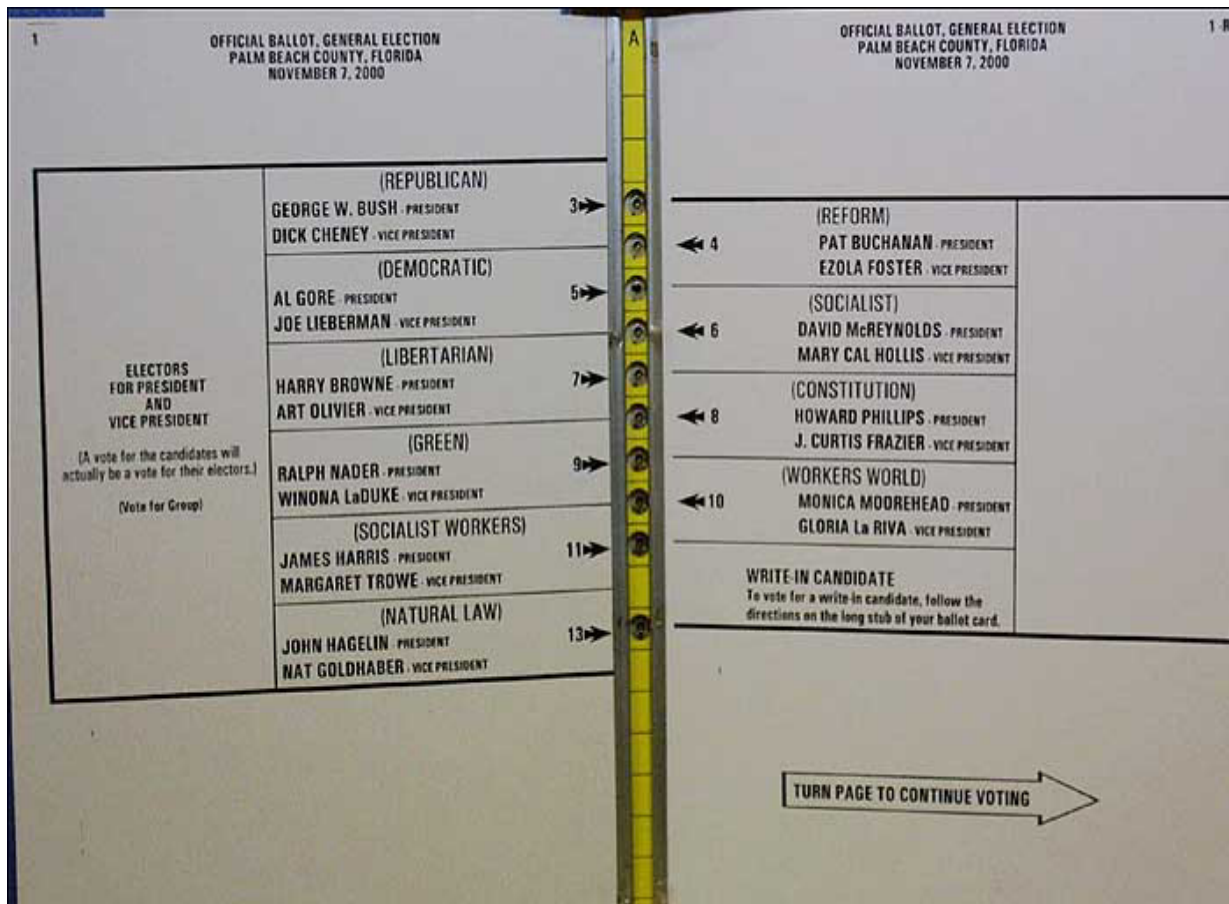 1
OFFICIAL BALLOT, GENERAL ELECTION
PALM BEACH COUNTY, FLORIDA
NOVEMBER 7, 2000
ELECTORS
FOR PRESIDENT
AND
VICE PRESIDENT
(A vote for the candidates will
actually be a vote for their electors.)
(Vote for Group)
(REPUBLICAN)
GEORGE W. BUSH - PRESIDENT
DICK CHENEY - VICE PRESIDENT
3
(DEMOCRATIC)
AL GORE - PRESIDENT
JOE LIEBERMAN - VICE PRESIDENT
5
(LIBERTARIAN)
HARRY BROWNE - PRESIDENT
ART OLIVIER - VICE PRESIDENT
7
(GREEN)
RALPH NADER - PRESIDENT
WINONA LaDUKE - VICE PRESIDENT
9
(SOCIALIST WORKERS)
JAMES HARRIS - PRESIDENT
MARGARET TROWE - VICE PRESIDENT
11
(NATURAL LAW)
JOHN HAGELIN - PRESIDENT
NAT GOLDHABER - VICE PRESIDENT
13
A
OFFICIAL BALLOT, GENERAL ELECTION
PALM BEACH COUNTY, FLORIDA
NOVEMBER 7, 2000
1
(REFORM)
4
PAT BUCHANAN - PRESIDENT
EZOLA FOSTER - VICE PRESIDENT
(SOCIALIST)
6
DAVID McREYNOLDS - PRESIDENT
MARY CAL HOLLIS - VICE PRESIDENT
(CONSTITUTION)
8
HOWARD PHILLIPS - PRESIDENT
J. CURTIS FRAZIER - VICE PRESIDENT
(WORKERS WORLD)
10
MONICA MOOREHEAD - PRESIDENT
GLORIA La RIVA - VICE PRESIDENT
WRITE-IN CANDIDATE
To vote for a write-in candidate, follow the
directions on the long stub of your ballot card.
TURN PAGE TO CONTINUE VOTING